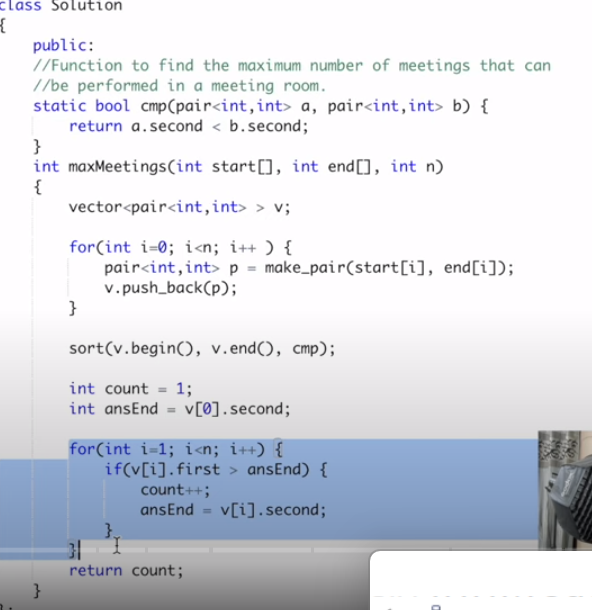 class Solution
{
public:
//Function to find the maximum number of meetings that can
//be performed in a meeting room.
static bool cmp(pair<int,int> a, pair<int,int> b) {
return a.second < b.second;
}
int maxMeetings(int start[], int end[], int n)
{
vector<pair<int,int> > v;
for(int i=0; i<n; i++ ) {
pair<int,int> p = make_pair(start[i], end[i]);
v.push_back(p);
}
sort(v.begin(), v.end(), cmp);
int count = 1;
int ansEnd = v[0].second;
for(int i=1; i<n; i++) {
if(v[i].first > ansEnd) {
count++;
ansEnd = v[i].second;
}
}
return count;
}